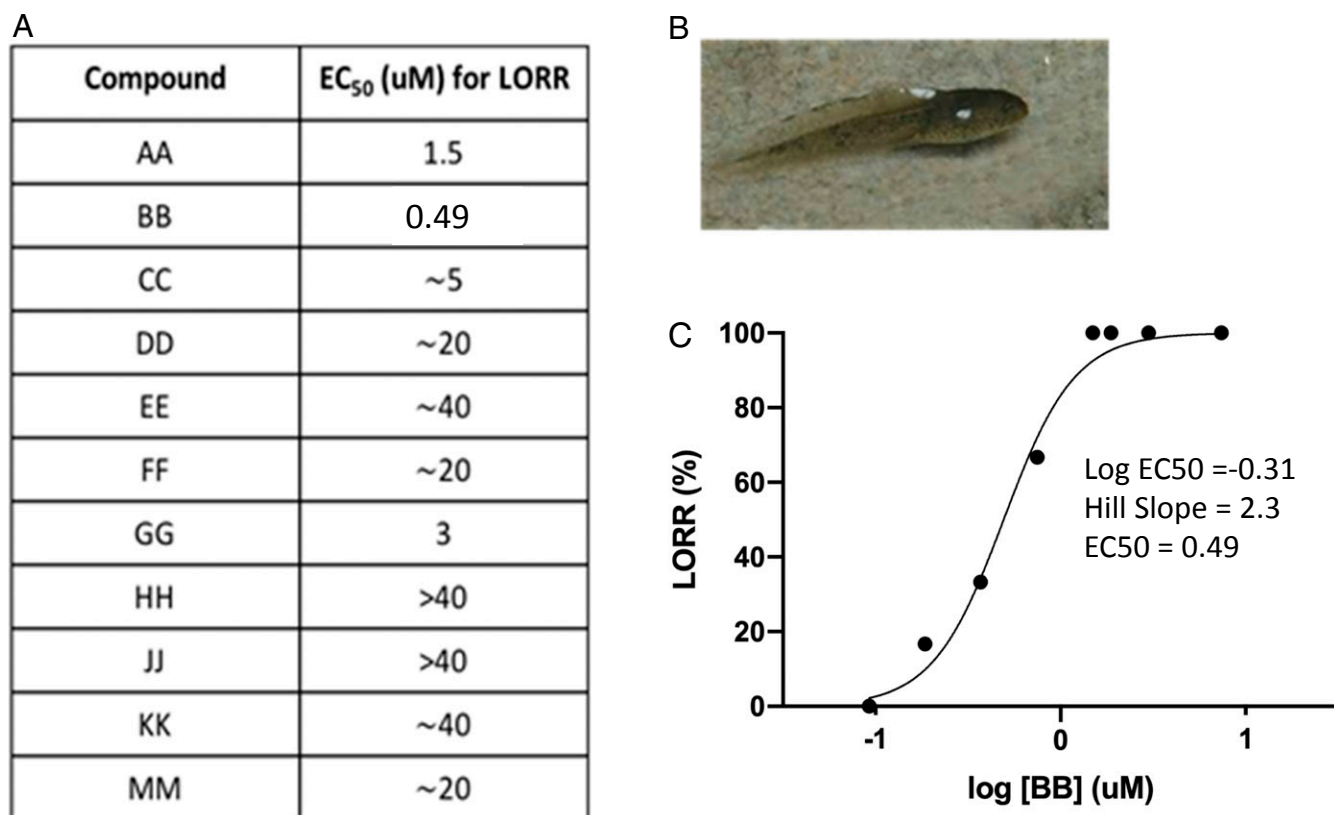 A
Compound EC50 (uM) for LORR
AA 1.5
BB 0.49
CC ~5
DD ~20
EE ~40
FF ~20
GG 3
HH >40
JJ >40
KK ~40
MM ~20
B
C
100
80
60
40
20
0
LORR (%)
Log EC50 =-0.31
Hill Slope = 2.3
EC50 = 0.49
-1 0 1
log [BB] (uM)